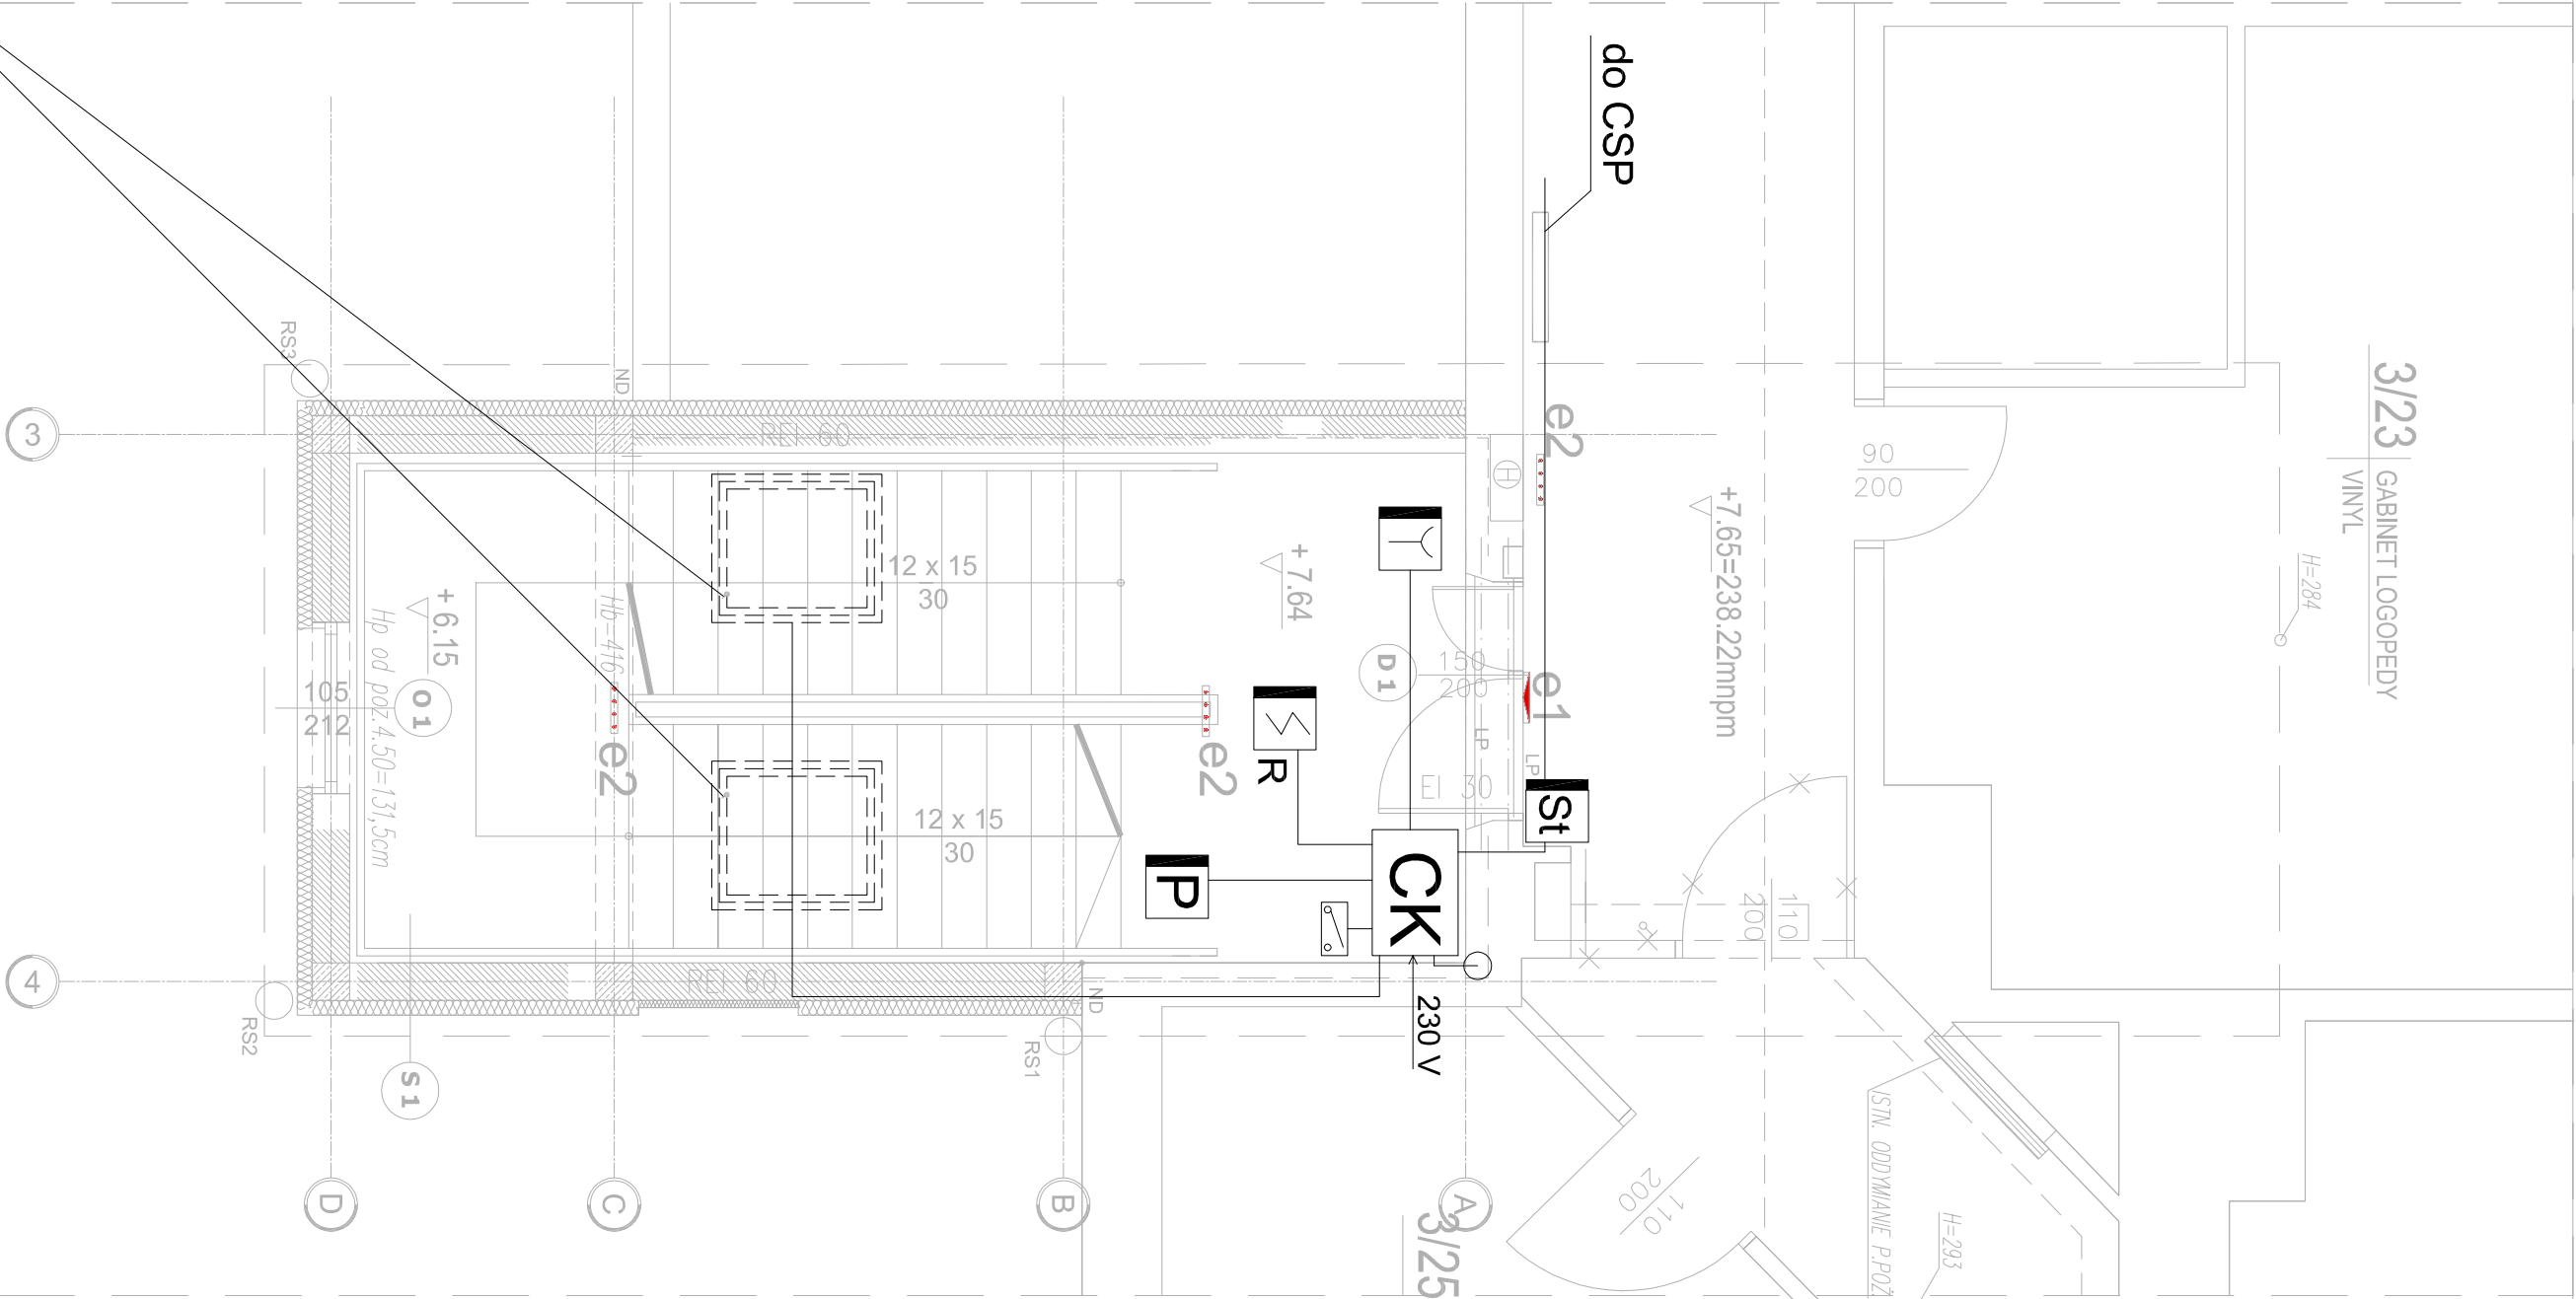 do CSP
3/23
GABINET LOGOPEDY
VINYL
H=284
RS3
ND
3
REI 60
e2
H
90
200
+7.65=238.22mnpm
12 x 15
30
+7.64
+6.15
Hp od poz.4.50=131,5cm
Hb-416
O1
105
212
D1
150
200
e1
LP
LP
EI 30
e2
e2
R
St
12 x 15
30
P
CK
110
200
4
REI 60
ND
230 V
RS2
RS1
S1
ISTN. ODDYMIANIE P.POŻ
H=293
110
200
D
C
B
A
3/25